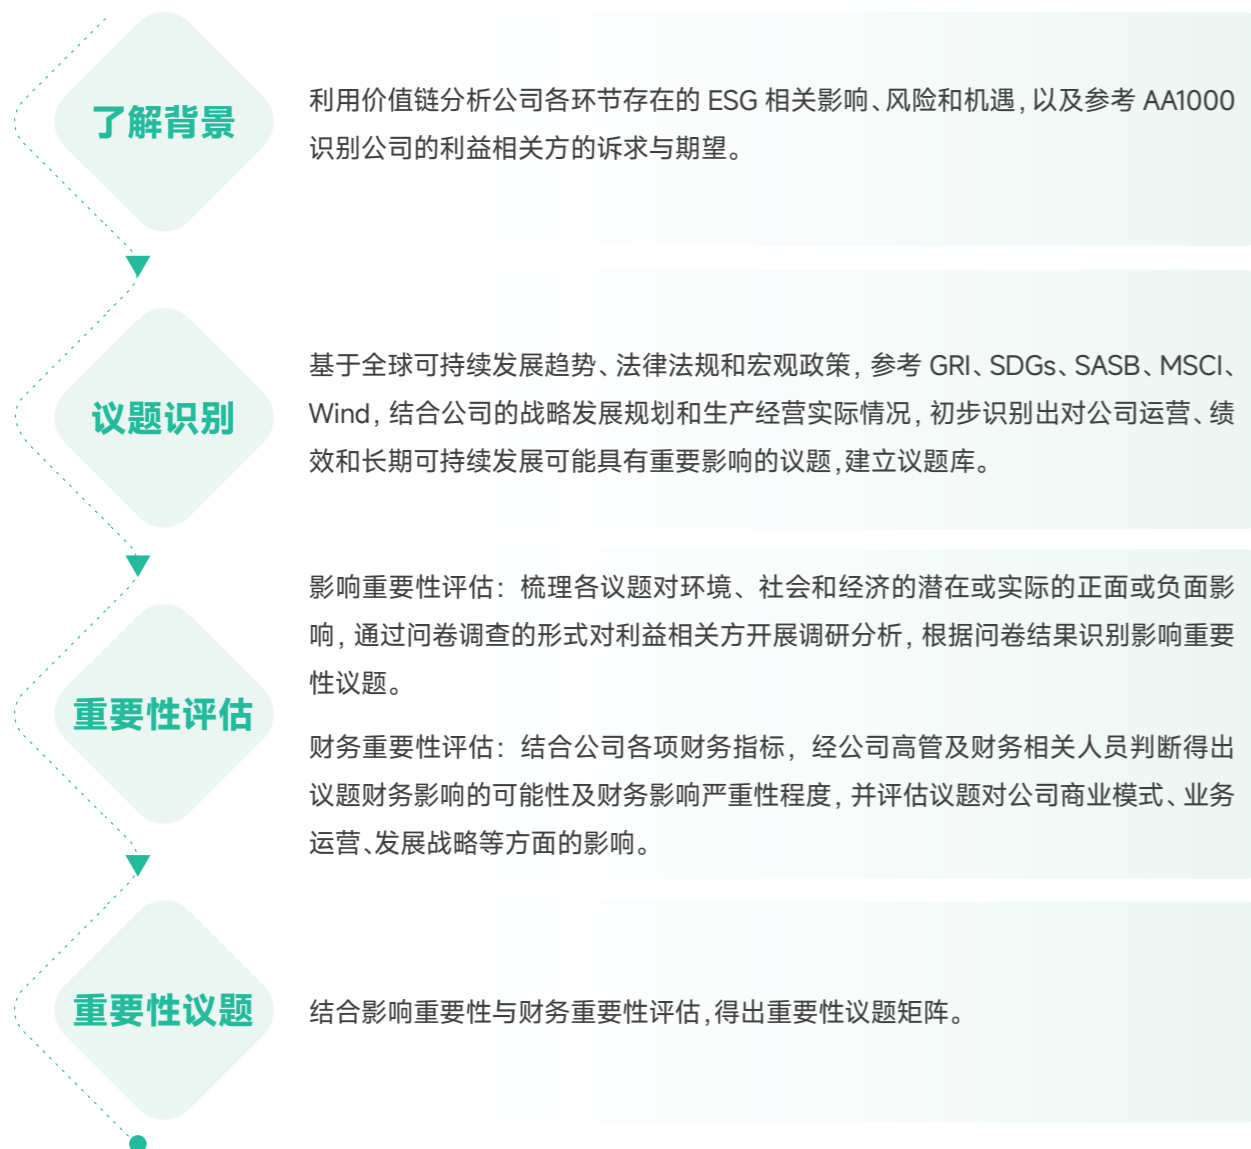 了解背景
利用价值链分析公司各环节存在的 ESG 相关影响、风险和机遇，以及参考 AA1000
识别公司的利益相关方的诉求与期望。
议题识别
基于全球可持续发展趋势、法律法规和宏观政策，参考 GRI、SDGs、SASB、MSCI、
Wind，结合公司的战略发展规划和生产经营实际情况，初步识别出对公司运营、绩
效和长期可持续发展可能具有重要影响的议题，建立议题库。
重要性评估
影响重要性评估：梳理各议题对环境、社会和经济的潜在或实际的正面或负面影
响，通过问卷调查的形式对利益相关方开展调研分析，根据问卷结果识别影响重要
性议题。
财务重要性评估：结合公司各项财务指标，经公司高管及财务相关人员判断得出
议题财务影响的可能性及财务影响严重性程度，并评估议题对公司商业模式、业务
运营、发展战略等方面的影响。
重要性议题
结合影响重要性与财务重要性评估，得出重要性议题矩阵。